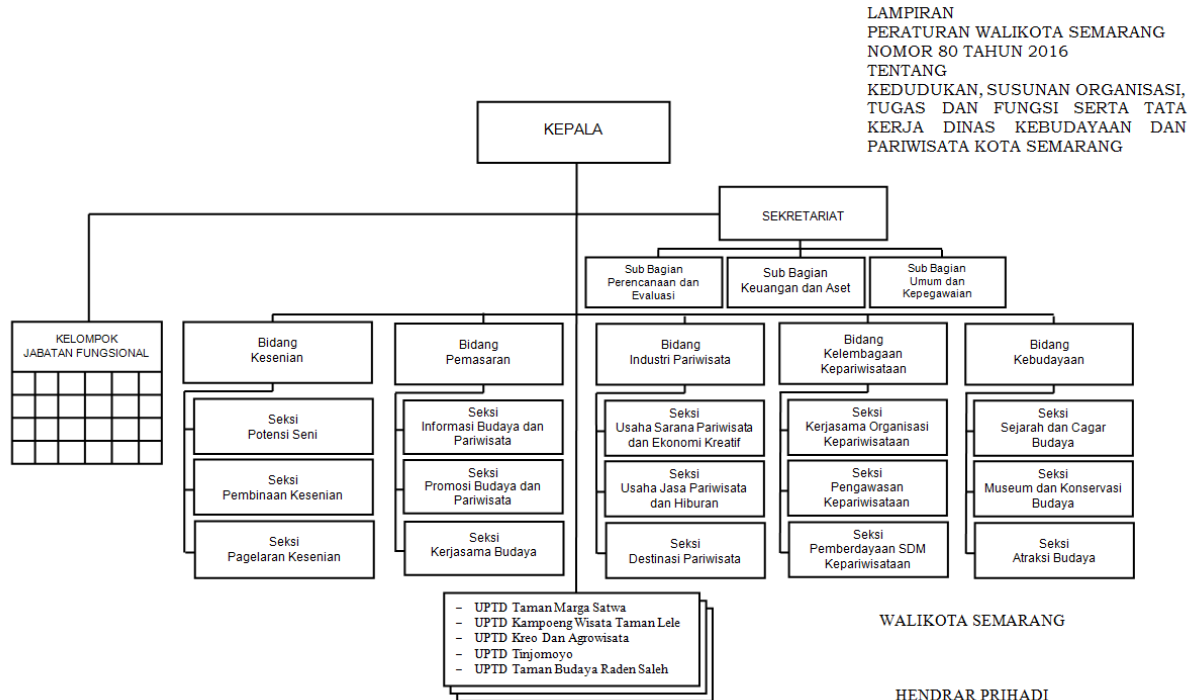 LAMPIRAN
PERATURAN WALIKOTA SEMARANG
NOMOR 80 TAHUN 2016
TENTANG
KEDUDUKAN, SUSUNAN ORGANISASI,
TUGAS DAN FUNGSI SERTA TATA
KERJA DINAS KEBUDAYAAN DAN
PARIWISATA KOTA SEMARANG
KEPALA
SEKRETARIAT
Sub Bagian
Perencanaan dan
Evaluasi
Sub Bagian
Keuangan dan Aset
Sub Bagian
Umum dan
Kepegawaian
KELOMPOK
JABATAN FUNGSIONAL
Bidang
Kesenian
Seksi
Potensi Seni
Seksi
Pembinaan Kesenian
Seksi
Pagelaran Kesenian
Bidang
Pemasaran
Seksi
Informasi Budaya dan
Pariwisata
Seksi
Promosi Budaya dan
Pariwisata
Seksi
Kerjasama Budaya
Bidang
Industri Pariwisata
Seksi
Usaha Sarana Pariwisata
dan Ekonomi Kreatif
Seksi
Usaha Jasa Pariwisata
dan Hiburan
Seksi
Destinasi Pariwisata
Bidang
Kelembagaan
Kepariwisataan
Seksi
Kerjasama Organisasi
Kepariwisataan
Seksi
Pengawasan
Kepariwisataan
Seksi
Pemberdayaan SDM
Kepariwisataan
Bidang
Kebudayaan
Seksi
Sejarah dan Cagar
Budaya
Seksi
Museum dan Konservasi
Budaya
Seksi
Atraksi Budaya
– UPTD Taman Marga Satwa
– UPTD Kampoeng Wisata Taman Lele
– UPTD Kreo Dan Agrowisata
– UPTD Tinjomoyo
– UPTD Taman Budaya Raden Saleh
WALIKOTA SEMARANG
HENDRAR PRIHADI